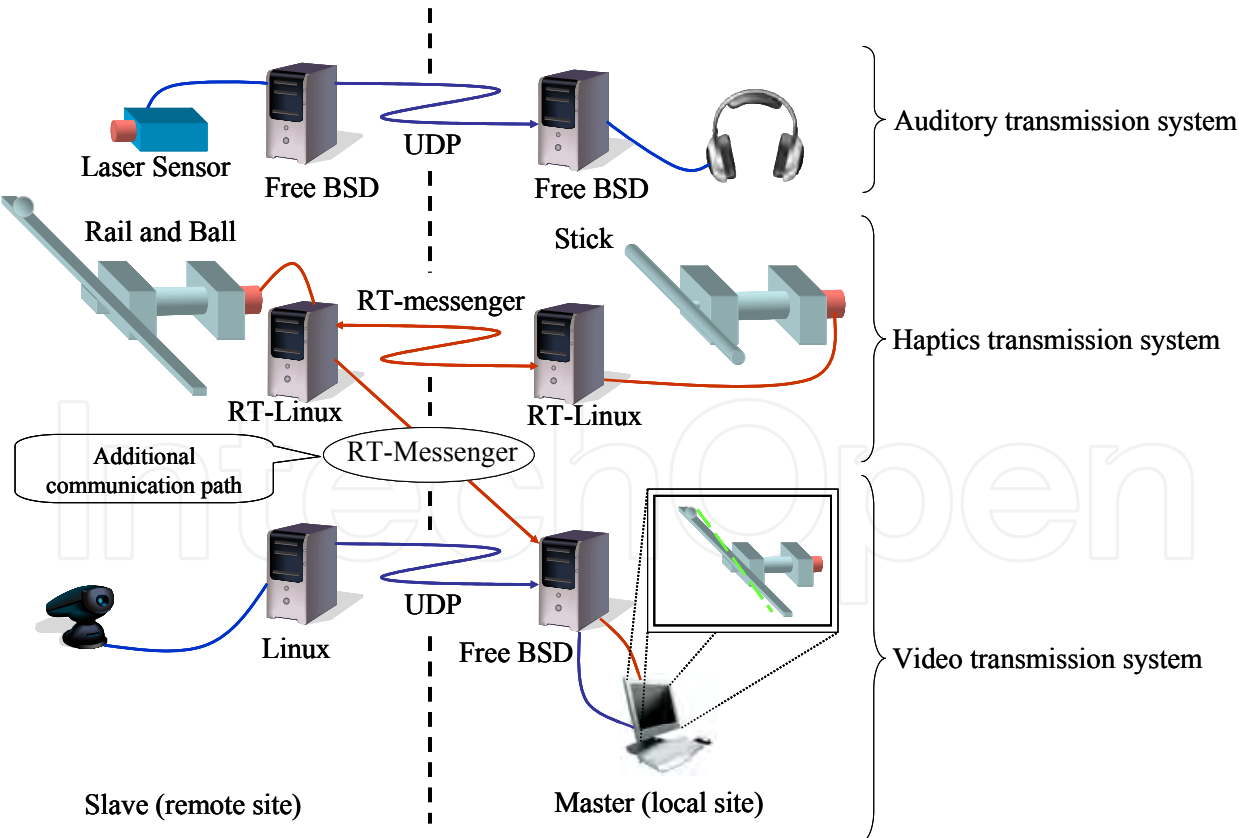 Laser Sensor
Free BSD
UDP
Free BSD
Auditory transmission system
Rail and Ball
Stick
RT-messenger
RT-Linux
RT-Linux
Haptics transmission system
Additional
communication path
RT-Messenger
Linux
UDP
Free BSD
Video transmission system
Slave (remote site)
Master (local site)
IntechOpen